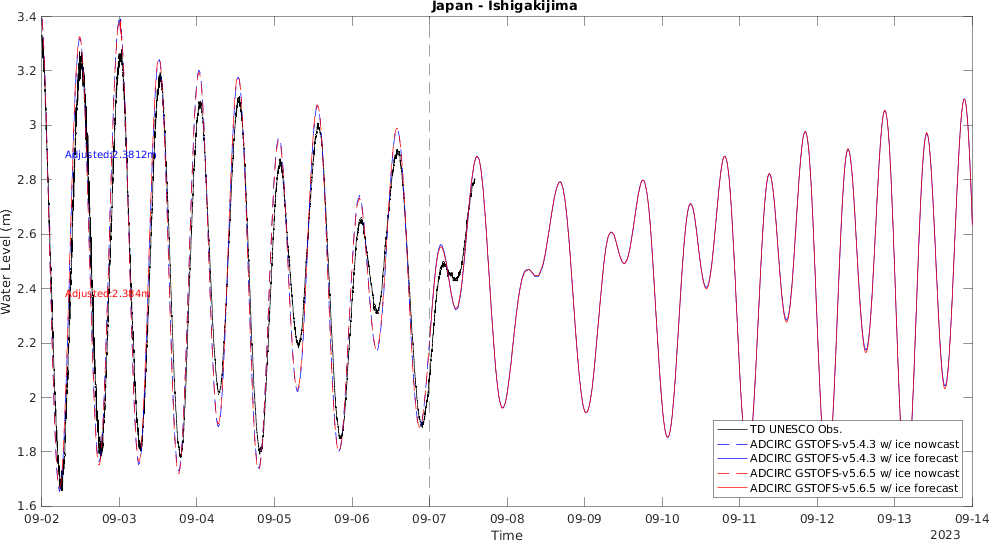 Japan - Ishigakijima
3.4
3.2
3
2.8
2.6
2.4
2.2
2
1.8
1.6
Water Level (m)
Adjusted:2.3812m
Adjusted:2.384m
TD UNESCO Obs.
ADCIRC GSTOFS-v5.4.3 w/ ice nowcast
ADCIRC GSTOFS-v5.4.3 w/ ice forecast
ADCIRC GSTOFS-v5.6.5 w/ ice nowcast
ADCIRC GSTOFS-v5.6.5 w/ ice forecast
09-02 09-03 09-04 09-05 09-06 09-07 09-08 09-09 09-10 09-11 09-12 09-13 09-14
Time
2023